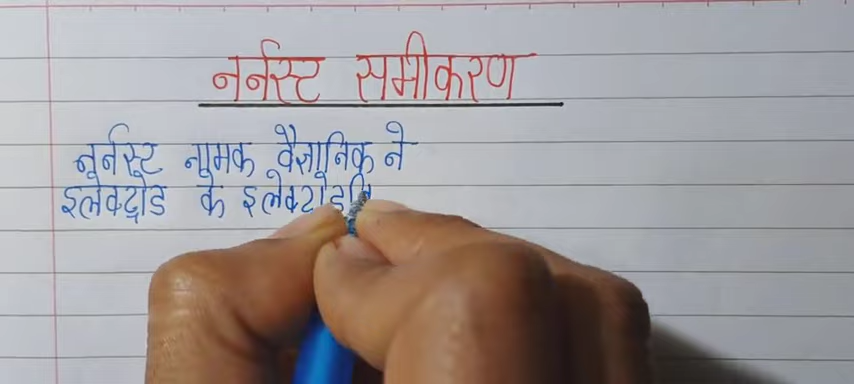 नर्नस्ट समीकरण
नर्नस्ट नामक वैज्ञानिक ने
इलेक्ट्रोड के